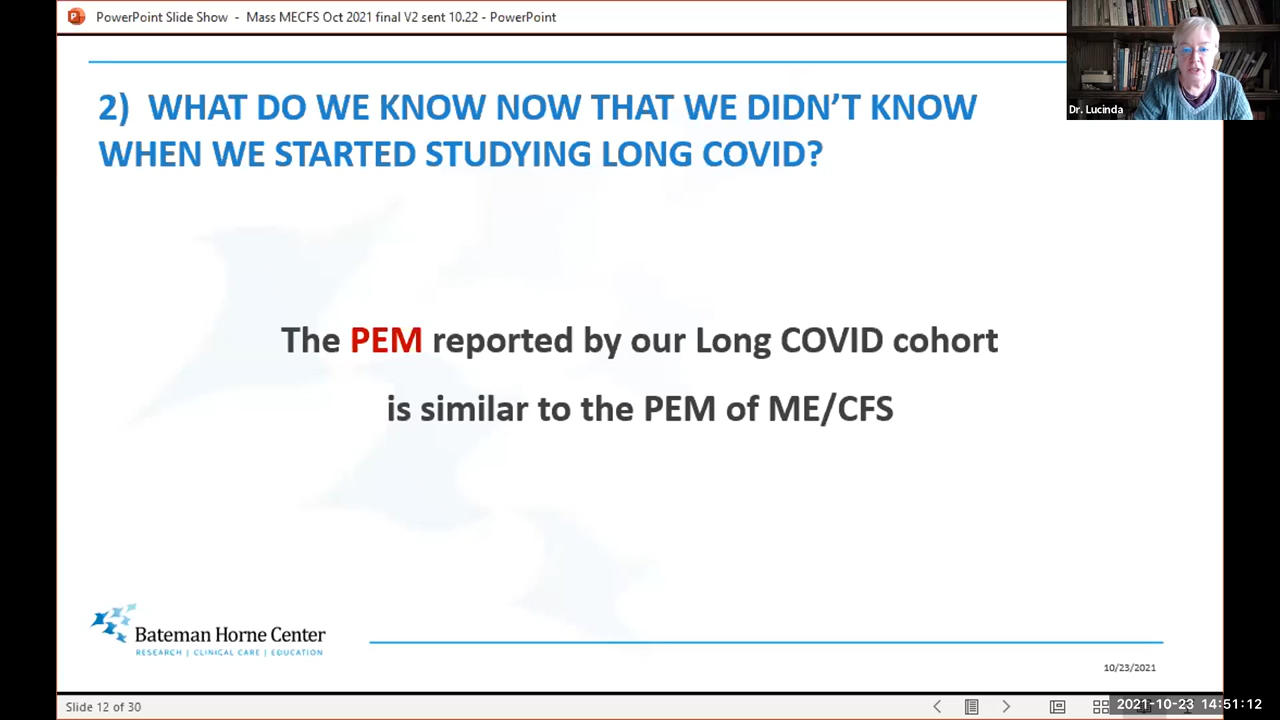 PowerPoint Slide Show - Mass MECFS Oct 2021 final V2 sent 10.22 - PowerPoint
Dr. Lucinda
2) WHAT DO WE KNOW NOW THAT WE DIDN'T KNOW
WHEN WE STARTED STUDYING LONG COVID?
The PEM reported by our Long COVID cohort
is similar to the PEM of ME/CFS
Bateman Horne Center
RESEARCH | CLINICAL CARE | EDUCATION
10/23/2021
Slide 12 of 30
2021-10-23 14:51:12